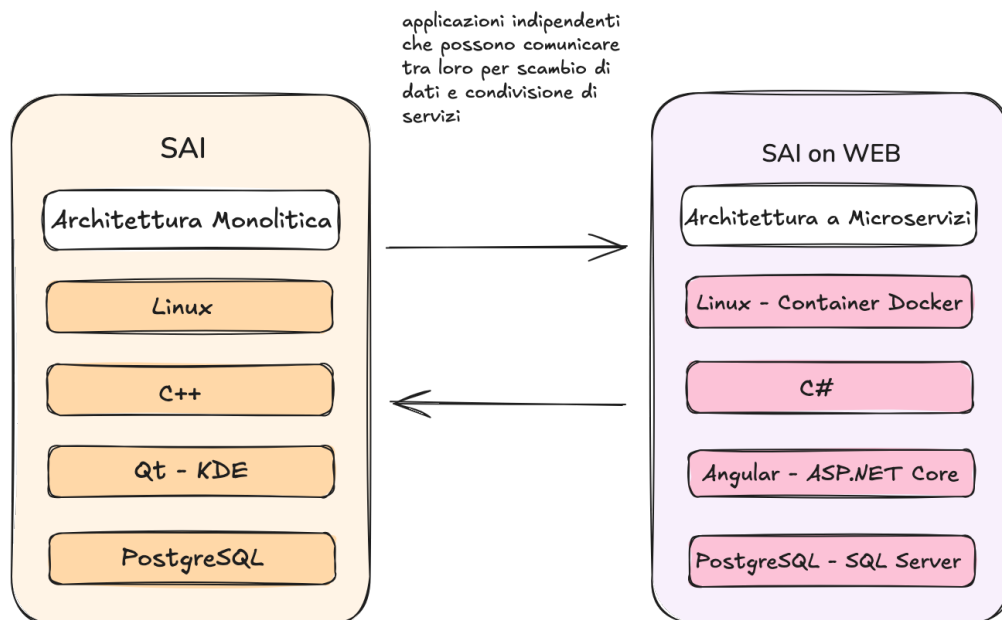 applicazioni indipendenti
che possono comunicare
tra loro per scambio di
dati e condivisione di
servizi
SAI
Architettura Monolitica
Linux
C++
Qt - KDE
PostgreSQL
SAI on WEB
Architettura a Microservizi
Linux - Container Docker
C#
Angular - ASP.NET Core
PostgreSQL - SQL Server